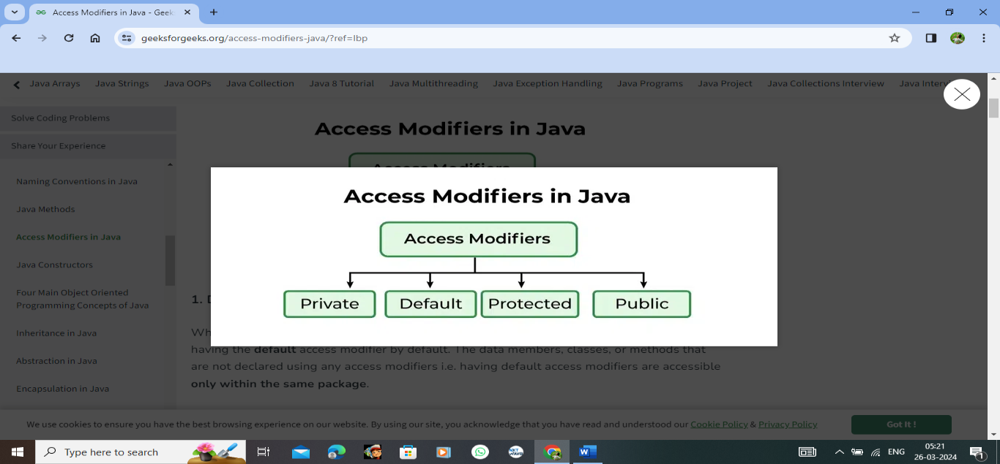 Access Modifiers in Java - Geek
geeksforgeeks.org/access-modifiers-java/?ref=lbp
Java Arrays Java Strings Java OOPs Java Collection Java 8 Tutorial Java Multithreading Java Exception Handling Java Programs Java Project Java Collections Interview Java
Solve Coding Problems
Share Your Experience
Naming Conventions in Java
Java Methods
Access Modifiers in Java
Java Constructors
Four Main Object Oriented
Programming Concepts of Java
Inheritance in Java
Abstraction in Java
Encapsulation in Java
Access Modifiers in Java
Access Modifiers
Access Modifiers in Java
Access Modifiers
Private Default Protected Public
1.
having the default access modifier by default. The data members, classes, or methods that
are not declared using any access modifiers i.e. having default access modifiers are accessible
only within the same package.
We use cookies to ensure you have the best browsing experience on our website. By using our site, you acknowledge that you have read and understood our Cookie Policy & Privacy Policy
Got It !
Type here to search
W
ENG
05:21
26-03-2024
1